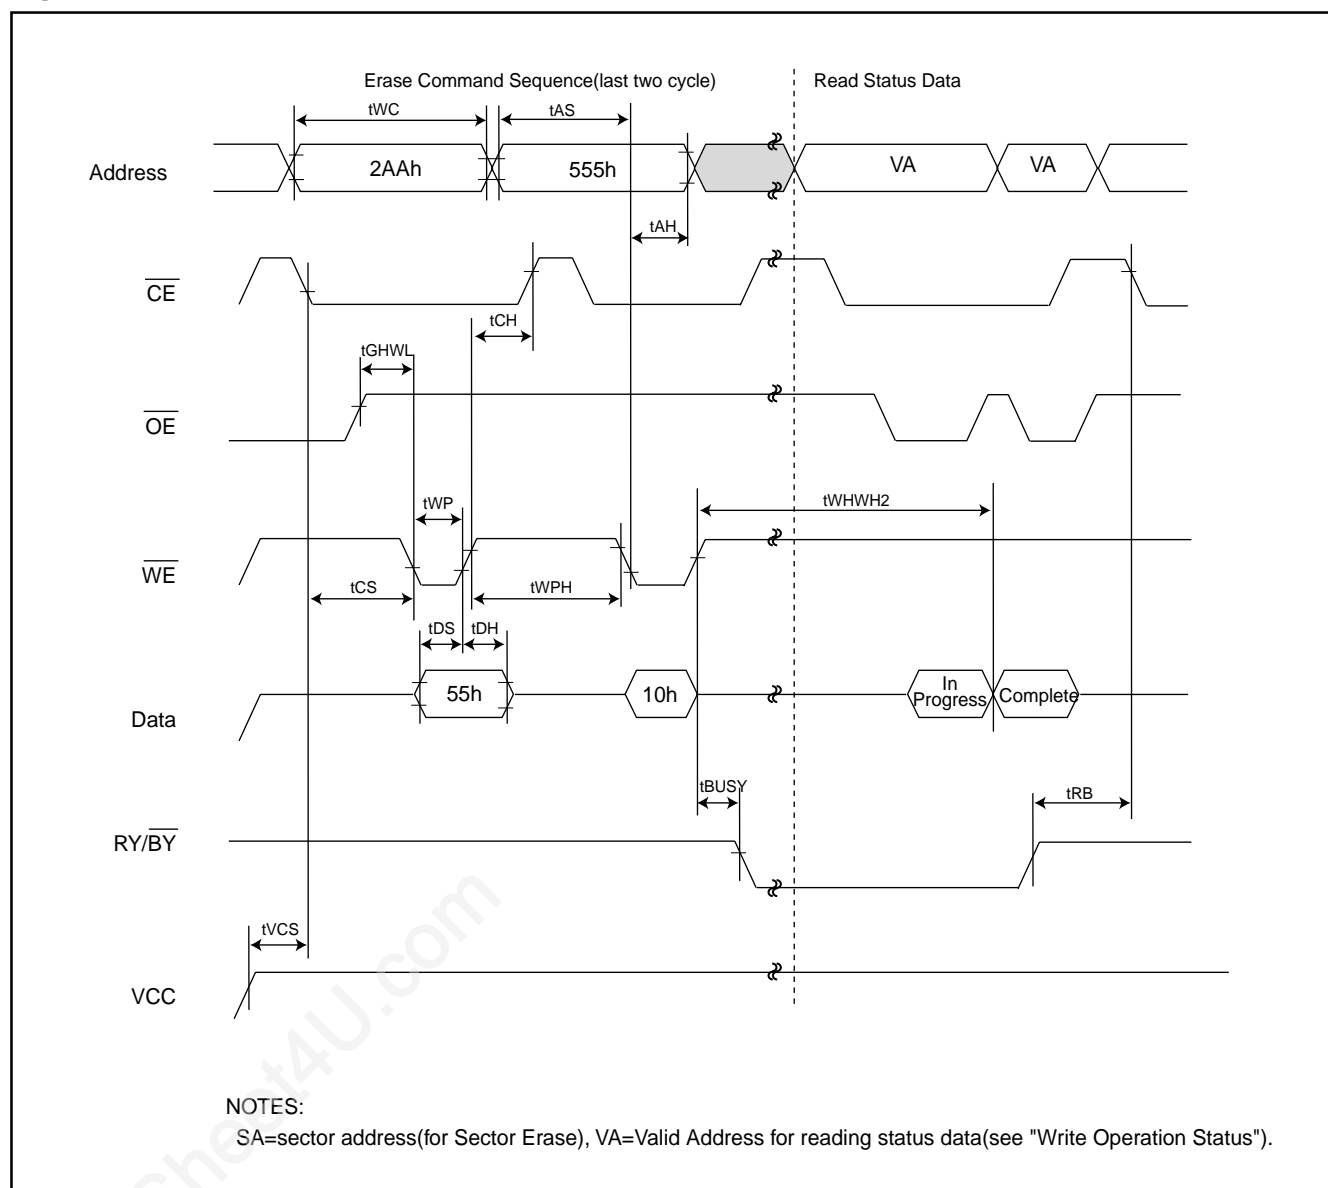 Erase Command Sequence(last two cycle)
Read Status Data
tWC
tAS
Address
2AAh
555h
VA
VA
tAH
CE
tCH
tGHWL
OE
tWP
tWHWH2
WE
tCS
tWPH
tDS
tDH
55h
10h
In
Progress
Complete
Data
tBUSY
tRB
RY/BY
tVCS
VCC
NOTES:
SA=sector address(for Sector Erase), VA=Valid Address for reading status data(see "Write Operation Status").
Sheet4U.com